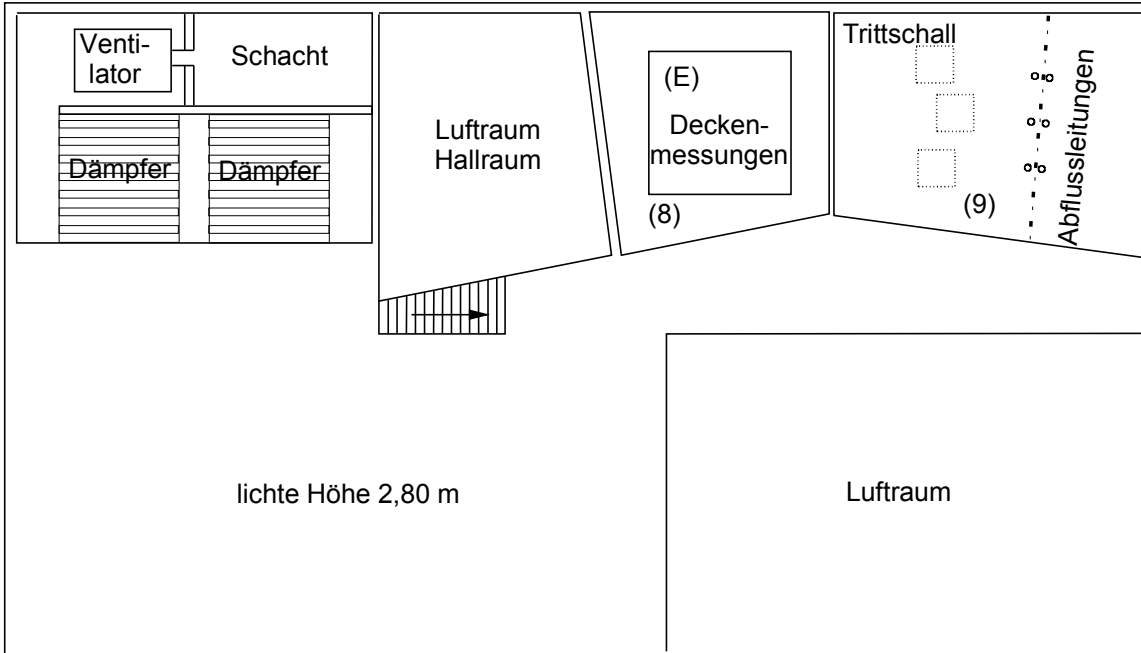 Venti-
lator
Schacht
Dämpfer
Dämpfer
Luftraum
Hallraum
(E)
Decken-
messungen
(8)
Trittschall
(9)
Abflussleitungen
lichte Höhe 2,80 m
Luftraum